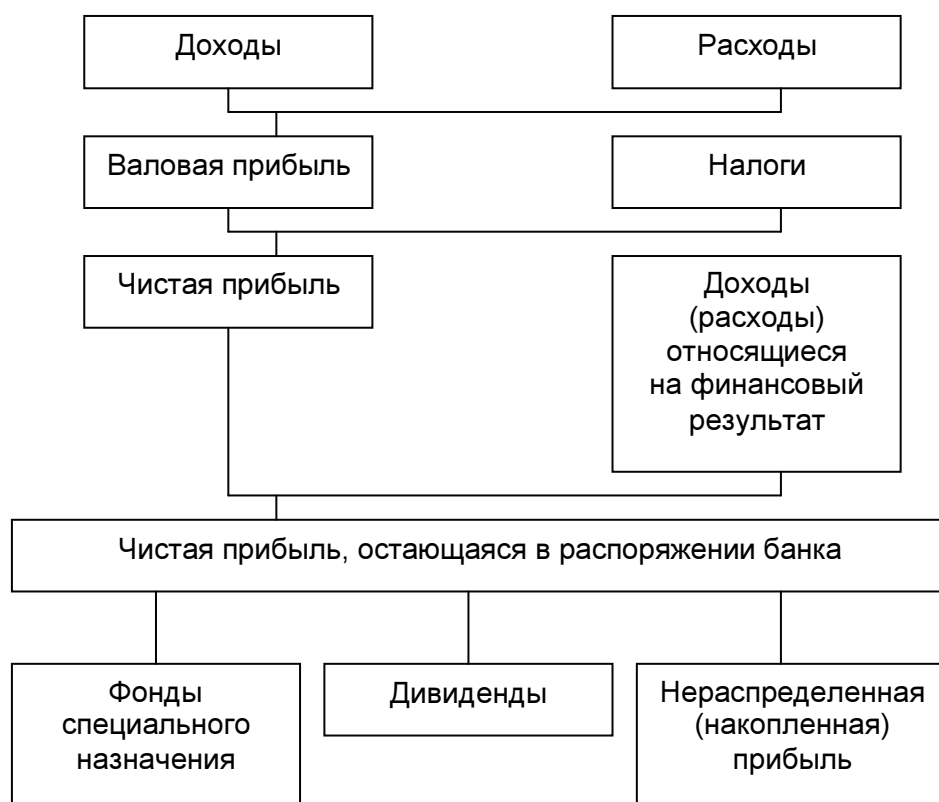 Доходы
Расходы
Валовая прибыль
Налоги
Чистая прибыль
Доходы
(расходы)
относящиеся
на финансовый
результат
Чистая прибыль, остающаяся в распоряжении банка
Фонды
специального
назначения
Дивиденды
Нераспределенная
(накопленная)
прибыль